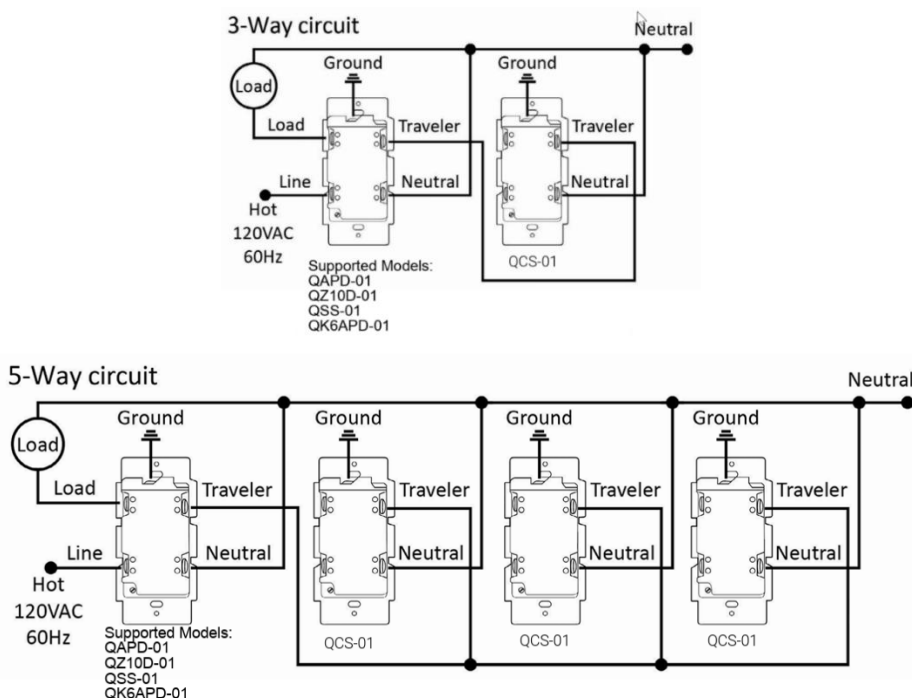 3-Way circuit
Neutral
Ground
Ground
Load
Load
Traveler
Traveler
Line
Neutral
Neutral
Hot
120VAC
60Hz
QCS-01
Supported Models:
QAPD-01
QZ10D-01
QSS-01
QK6APD-01
5-Way circuit
Neutral
Ground
Ground
Ground
Ground
Load
Load
Traveler
Traveler
Traveler
Traveler
Line
Neutral
Neutral
Neutral
Neutral
Hot
120VAC
60Hz
Supported Models:
QAPD-01
QZ10D-01
QSS-01
QK6APD-01
QCS-01
QCS-01
QCS-01